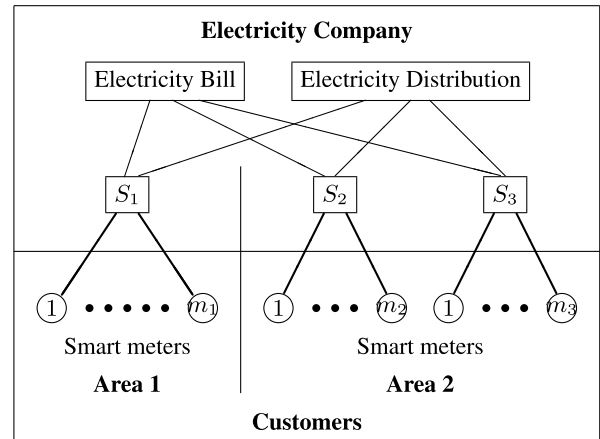 Electricity Company
Electricity Bill Electricity Distribution
S1 S2 S3
1 m1 1 m2 1 m3
Smart meters Smart meters
Area 1 Area 2
Customers